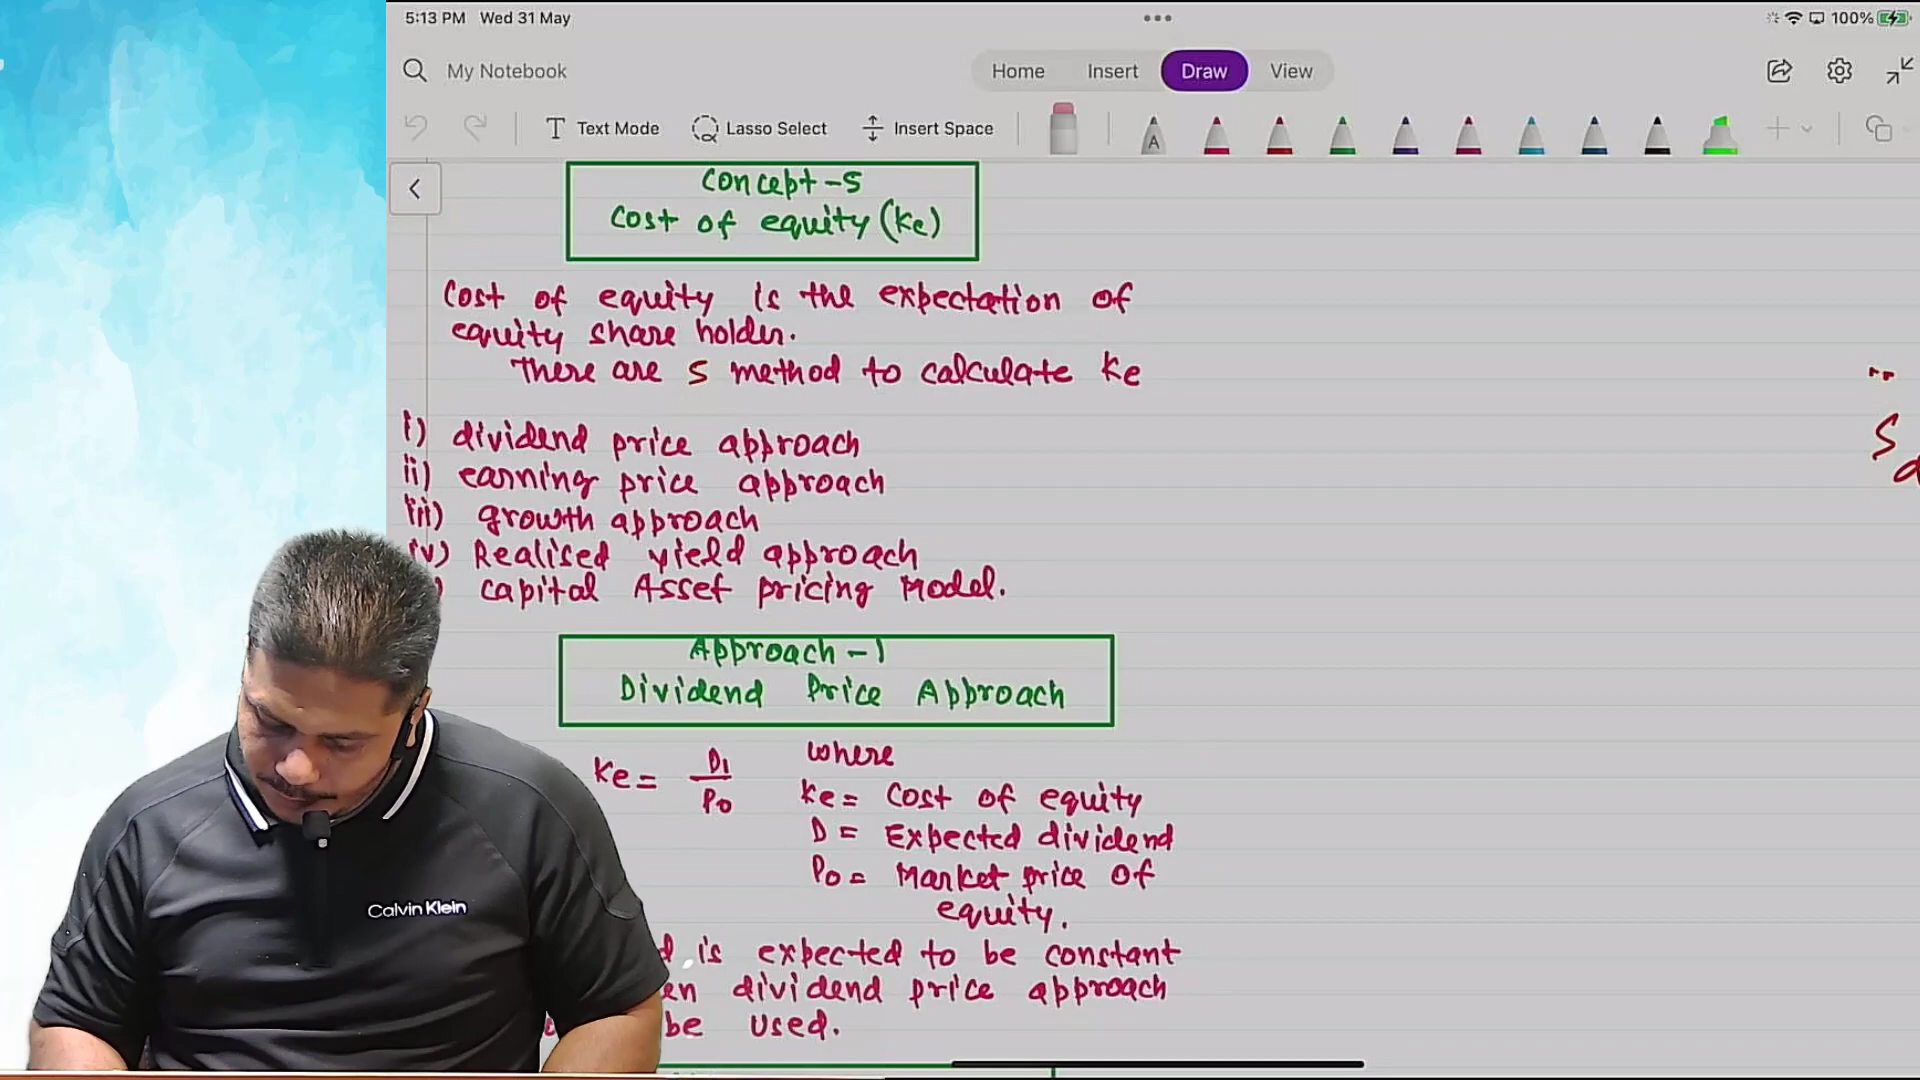 5:13 PM Wed 31 May
100%
My Notebook
Home Insert Draw View
Text Mode Lasso Select Insert Space
A
Concept-5
Cost of equity (Ke)
Cost of equity is the expectation of
equity share holder.
There are 5 method to calculate Ke
i) dividend price approach
ii) earning price approach
iii) growth approach
iv) Realised yield approach
) capital Asset pricing Model.
Approach-1
Dividend Price Approach
Ke = D1/P0 where
Ke = Cost of equity
D = Expected dividend
P0 = Market price of
equity.
d is expected to be constant
en dividend price approach
be used.
Calvin Klein